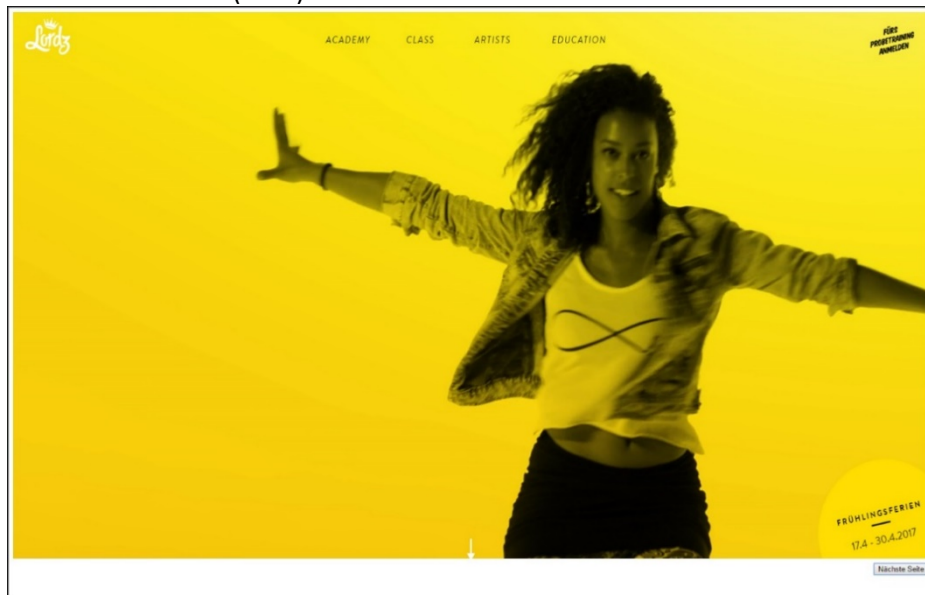 Lordz
ACADEMY CLASS ARTISTS EDUCATION
FÜRS
PROBETRAINING
ANMELDEN
FRÜHLINGSFERIEN
17.4 - 30.4.2017
Nächste Seite